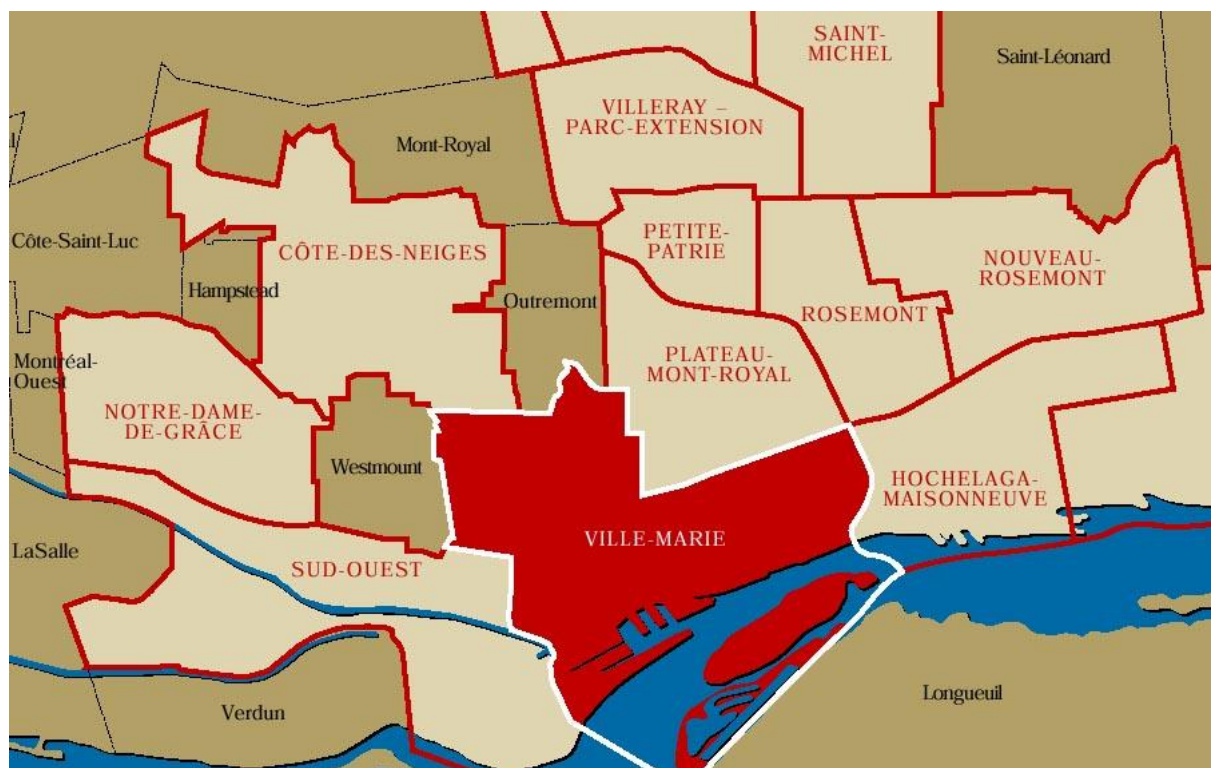 SAINT-
MICHEL
Saint-Léonard
VILLERAY –
PARC-EXTENSION
Mont-Royal
Côte-Saint-Luc
CÔTE-DES-NEIGES
PETITE-
PATRIE
NOUVEAU-
ROSEMONT
Hampstead
Outremont
ROSEMONT
Montréal-
Ouest
PLATEAU-
MONT-ROYAL
NOTRE-DAME-
DE-GRÂCE
Westmount
HOCHELAGA-
MAISONNEUVE
VILLE-MARIE
LaSalle
SUD-OUEST
Longueuil
Verdun